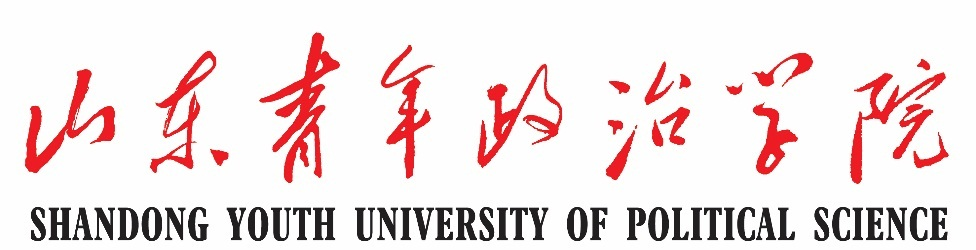 山东青年政治学院
SHANDONG YOUTH UNIVERSITY OF POLITICAL SCIENCE